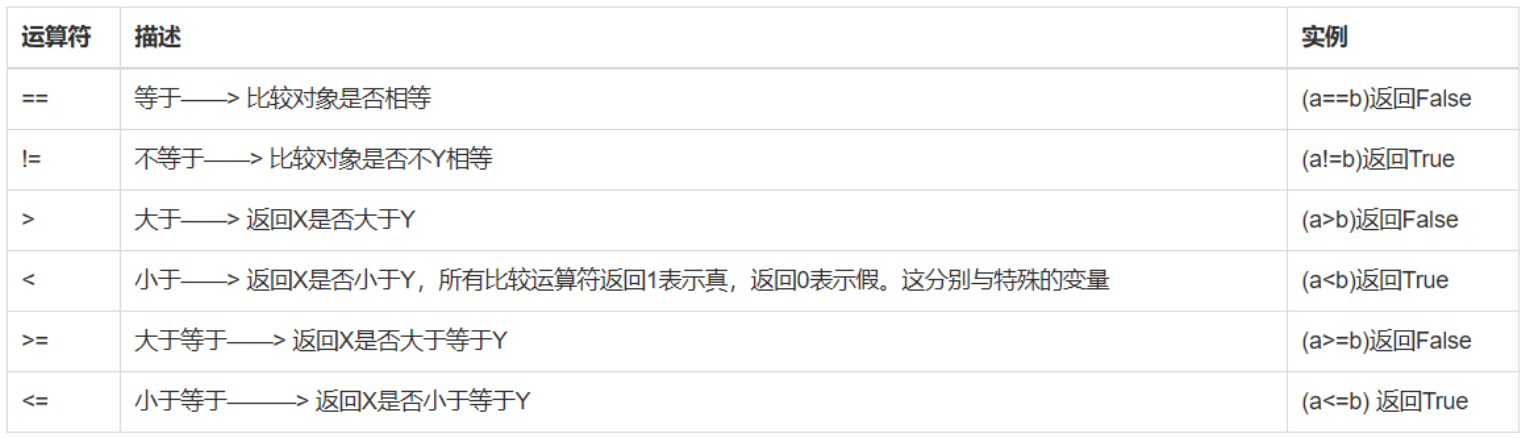 运算符 描述 实例
== 等于——> 比较对象是否相等 (a==b)返回False
!= 不等于——> 比较对象是否不Y相等 (a!=b)返回True
> 大于——> 返回X是否大于Y (a>b)返回False
< 小于——> 返回X是否小于Y，所有比较运算符返回1表示真，返回0表示假。这分别与特殊的变量 (a<b)返回True
>= 大于等于——> 返回X是否大于等于Y (a>=b)返回False
<= 小于等于———> 返回X是否小于等于Y (a<=b) 返回True